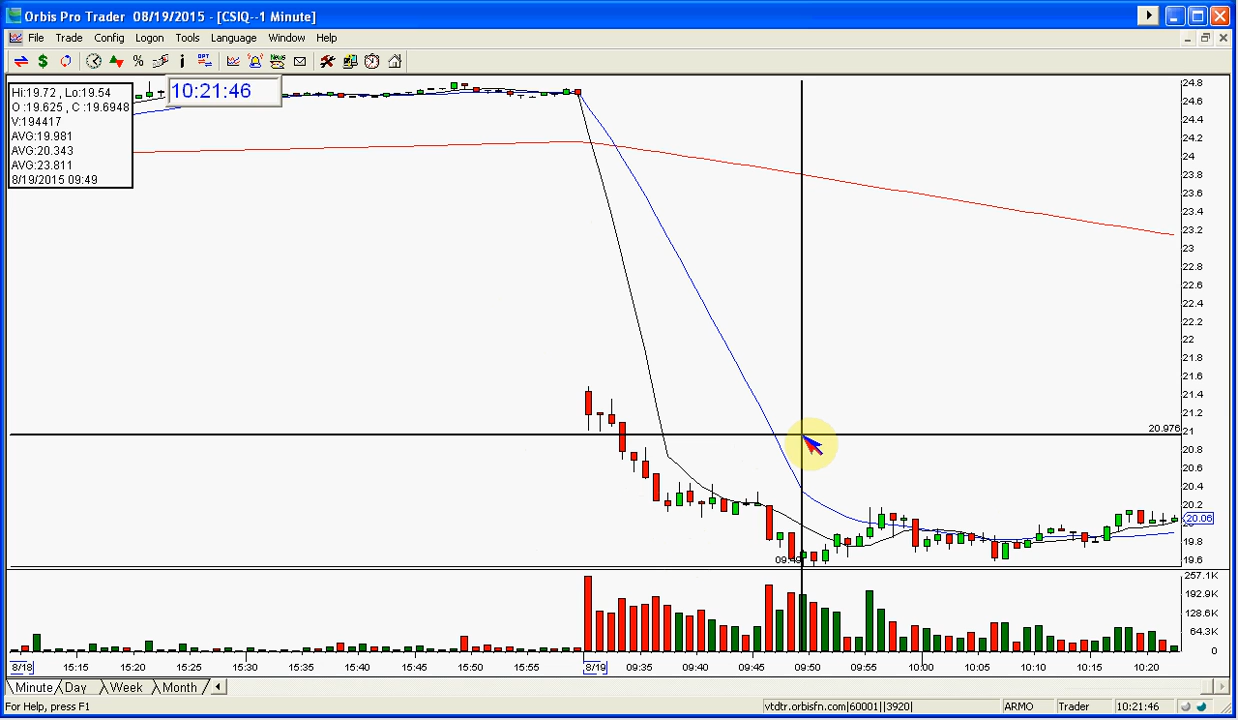 Orbis Pro Trader 08/19/2015 - [CSIQ--1 Minute]
File Trade Config Logon Tools Language Window Help
Hi:19.72 , Lo:19.54
O :19.625 , C :19.6948
V:194417
AVG:19.981
AVG:20.343
AVG:23.811
8/19/2015 09:49
10:21:46
24.8
24.6
24.4
24.2
24
23.8
23.6
23.4
23.2
23
22.8
22.6
22.4
22.2
22
21.8
21.6
21.4
21.2
20.976
21
20.8
20.6
20.4
20.2
20.06
19.8
19.6
09:49
257.1K
192.9K
128.6K
64.3K
0
8/18 15:15 15:20 15:25 15:30 15:35 15:40 15:45 15:50 15:55 8/19 09:35 09:40 09:45 09:50 09:55 10:00 10:05 10:10 10:15 10:20
Minute Day Week Month
For Help, press F1 vtdtr.orbisfn.com|60001||3920| ARMO Trader 10:21:46